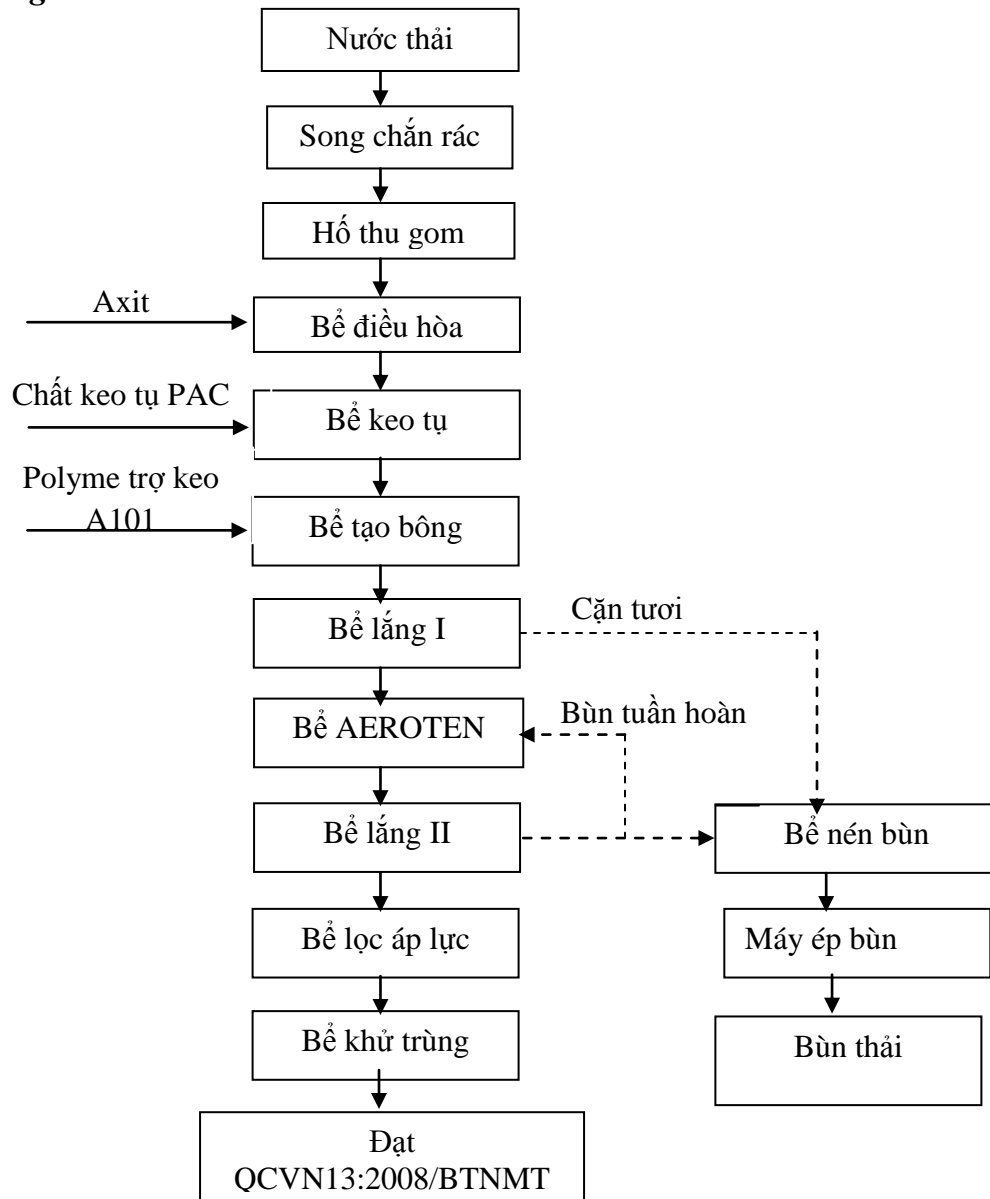 g
Nước thải
Song chắn rác
Hố thu gom
Axit
Bể điều hòa
Chất keo tụ PAC
Bể keo tụ
Polyme trợ keo
A101
Bể tạo bông
Bể lắng I
Cặn tươi
Bể AEROTEN
Bùn tuần hoàn
Bể lắng II
Bể nén bùn
Bể lọc áp lực
Máy ép bùn
Bể khử trùng
Bùn thải
Đạt
QCVN13:2008/BTNMT